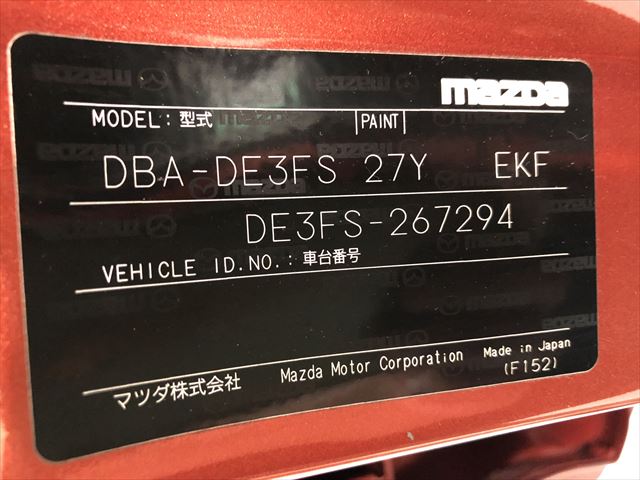 mazda
MODEL: 型式 |PAINT|
DBA-DE3FS 27Y EKF
DE3FS-267294
VEHICLE ID.NO.: 車台番号
マツダ株式会社 Mazda Motor Corporation Made in Japan
(F152)